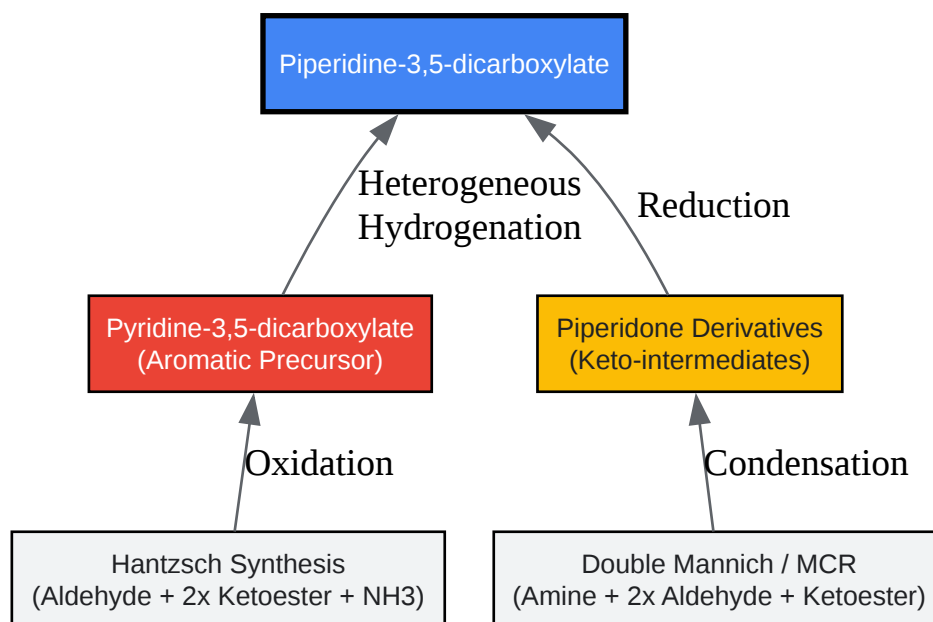 Piperidine-3,5-dicarboxylate
Heterogeneous
Hydrogenation
Reduction
Pyridine-3,5-dicarboxylate
(Aromatic Precursor)
Piperidone Derivatives
(Keto-intermediates)
Oxidation
Condensation
Hantzsch Synthesis
(Aldehyde + 2x Ketoester + NH3)
Double Mannich / MCR
(Amine + 2x Aldehyde + Ketoester)